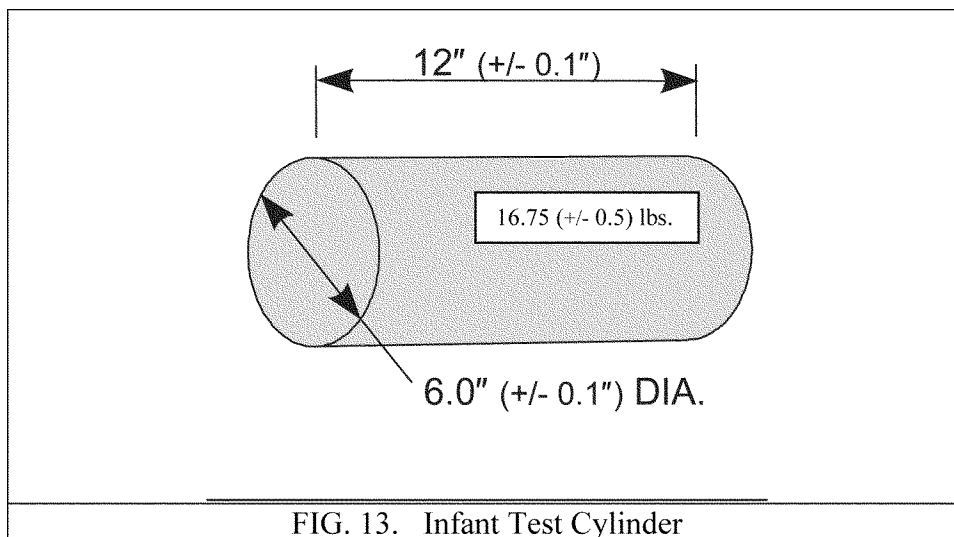 12″ (+/- 0.1″)
16.75 (+/- 0.5) lbs.
6.0″ (+/- 0.1″) DIA.
FIG. 13. Infant Test Cylinder